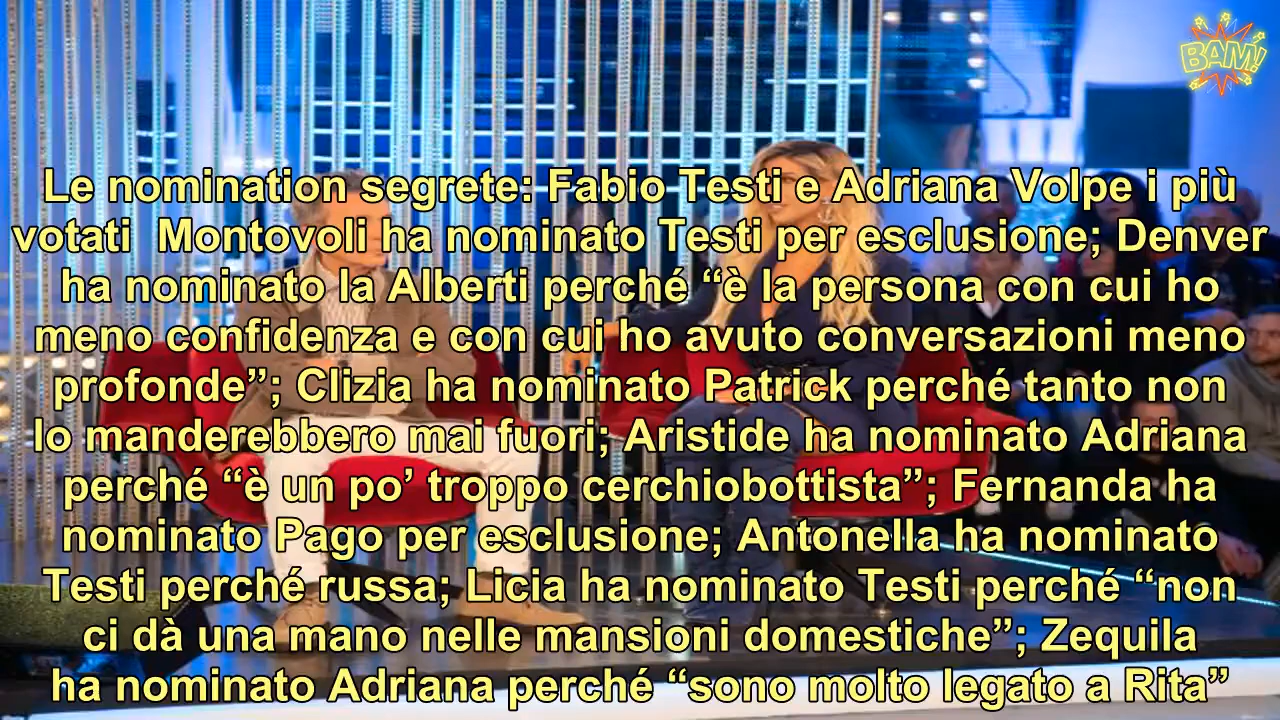 BAM!
Le nomination segrete: Fabio Testi e Adriana Volpe i più
votati  Montovoli ha nominato Testi per esclusione; Denver
ha nominato la Alberti perché “è la persona con cui ho
meno confidenza e con cui ho avuto conversazioni meno
profonde”; Clizia ha nominato Patrick perché tanto non
lo manderebbero mai fuori; Aristide ha nominato Adriana
perché “è un po’ troppo cerchiobottista”; Fernanda ha
nominato Pago per esclusione; Antonella ha nominato
Testi perché russa; Licia ha nominato Testi perché “non
ci dà una mano nelle mansioni domestiche”; Zequila
ha nominato Adriana perché “sono molto legato a Rita”